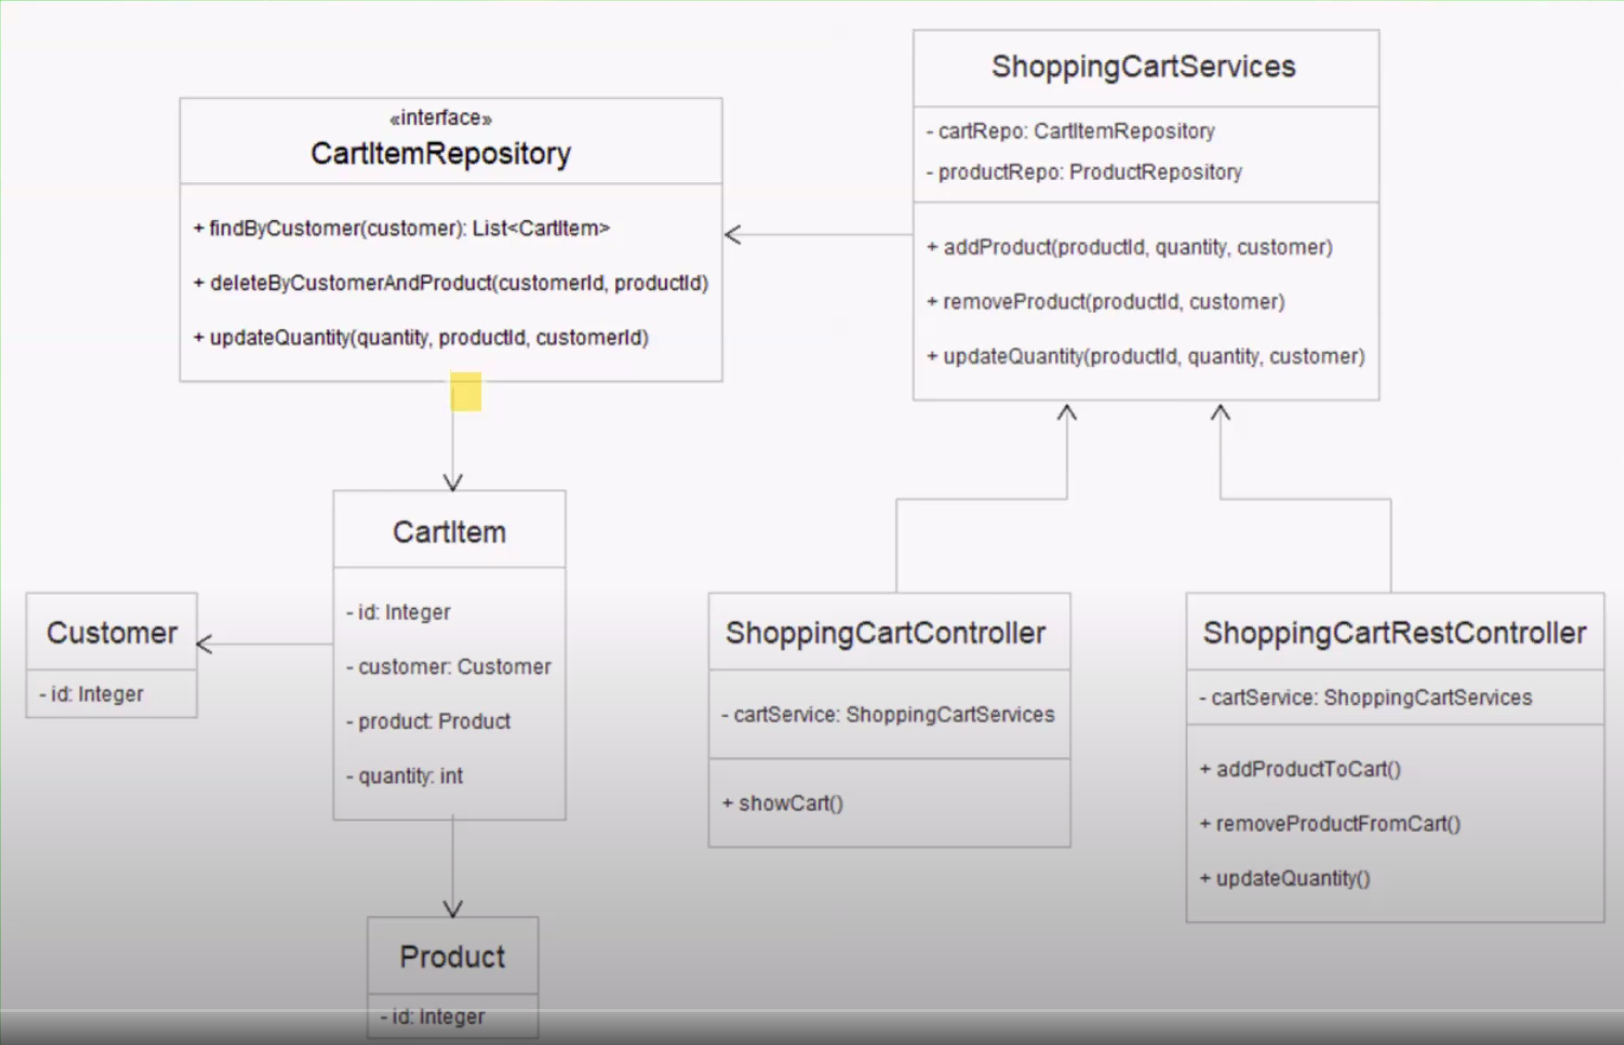 «interface»
CartItemRepository
+ findByCustomer(customer): List<CartItem>
+ deleteByCustomerAndProduct(customerId, productId)
+ updateQuantity(quantity, productId, customerId)
ShoppingCartServices
- cartRepo: CartItemRepository
- productRepo: ProductRepository
+ addProduct(productId, quantity, customer)
+ removeProduct(productId, customer)
+ updateQuantity(productId, quantity, customer)
Customer
- id: Integer
CartItem
- id: Integer
- customer: Customer
- product: Product
- quantity: int
ShoppingCartController
- cartService: ShoppingCartServices
+ showCart()
ShoppingCartRestController
- cartService: ShoppingCartServices
+ addProductToCart()
+ removeProductFromCart()
+ updateQuantity()
Product
- id: Integer